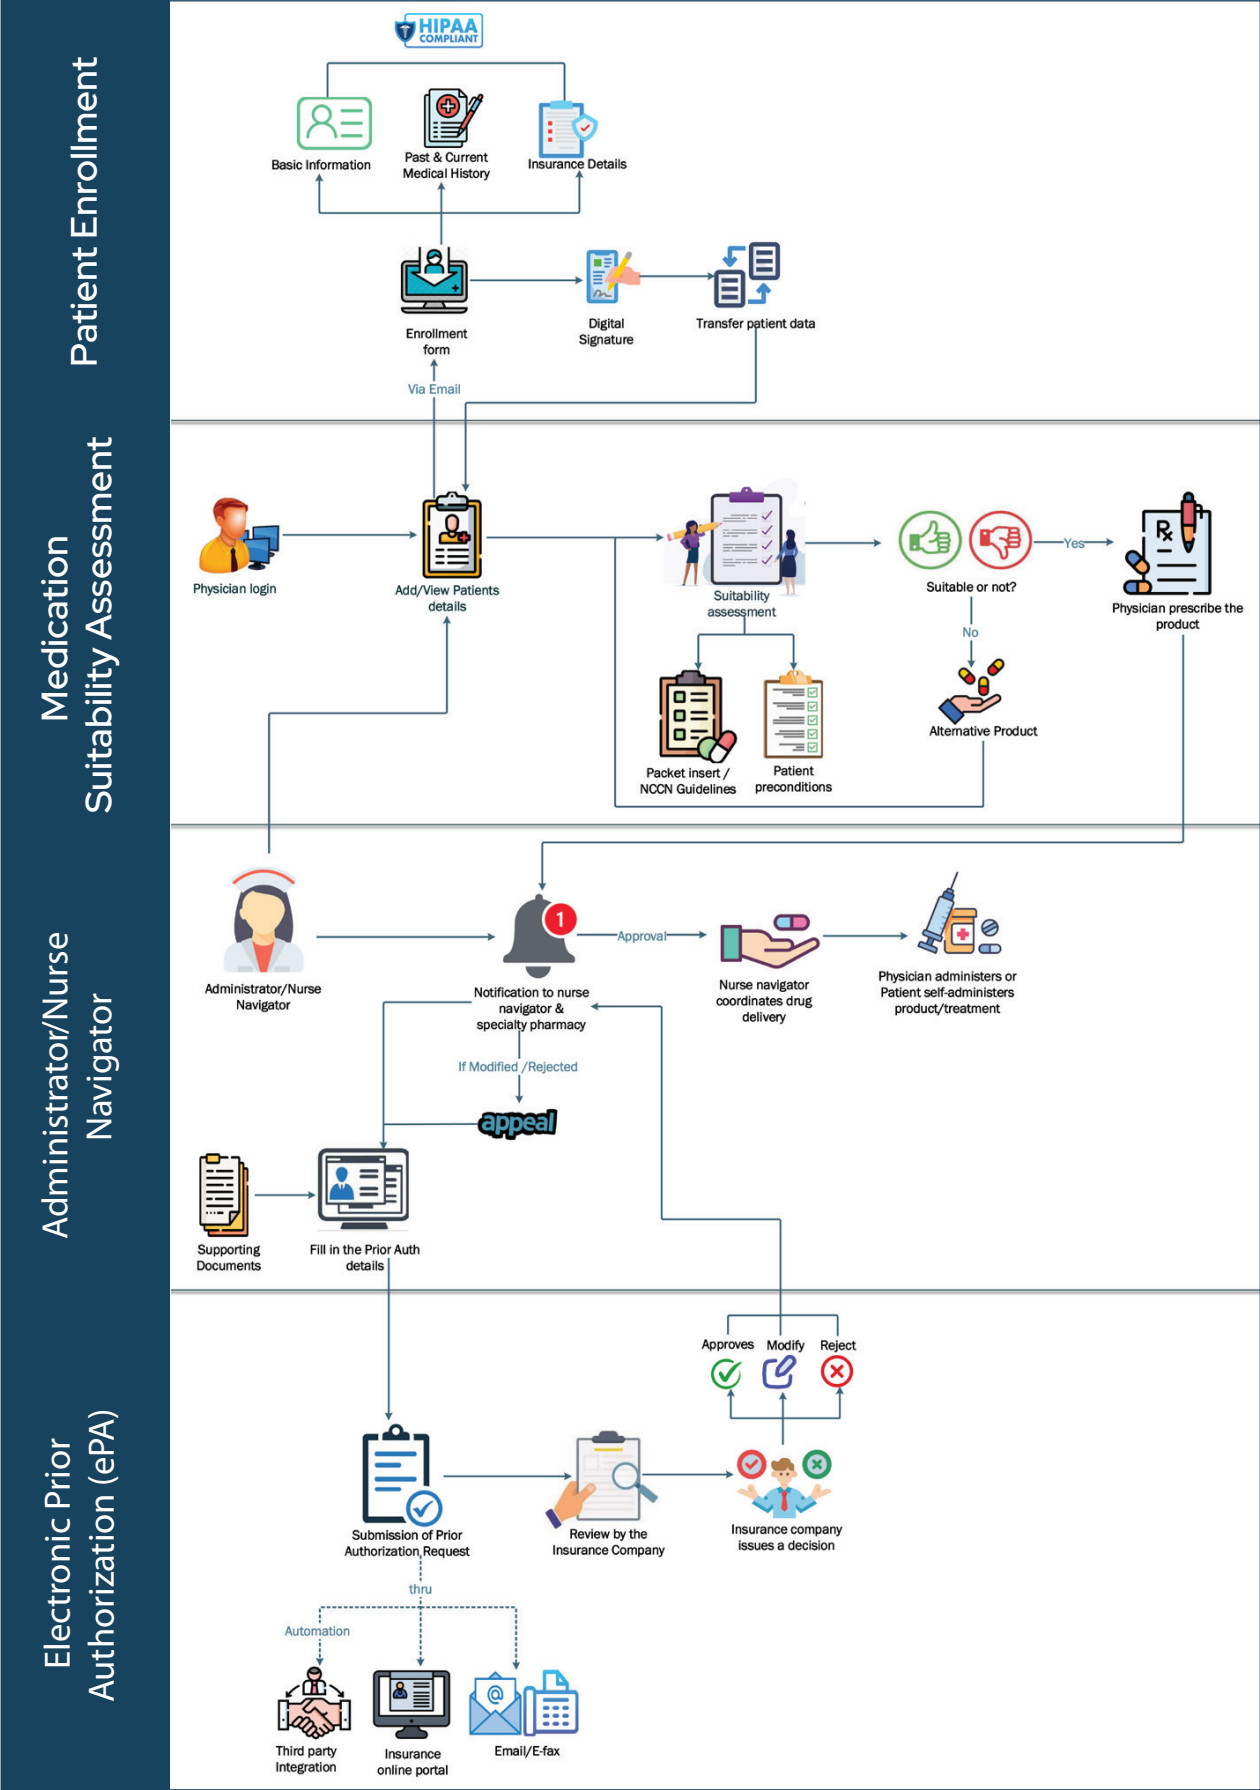 Patient Enrollment
HIPAA
COMPLIANT
Basic Information
Past & Current
Medical History
Insurance Details
Enrollment
form
Digital
Signature
Transfer patient data
Via Email
Medication
Suitability Assessment
Physician login
Add/View Patients
details
Suitability
assessment
Suitable or not?
Yes
Rx
Physician prescribe the
product
No
Alternative Product
Packet insert /
NCCN Guidelines
Patient
preconditions
Administrator/Nurse
Navigator
Administrator/Nurse
Navigator
1
Notification to nurse
navigator &
specialty pharmacy
Approval
Nurse navigator
coordinates drug
delivery
Physician administers or
Patient self-administers
product/treatment
If Modified /Rejected
appeal
Supporting
Documents
Fill in the Prior Auth
details
Electronic Prior
Authorization (ePA)
Approves
Modify
Reject
Submission of Prior
Authorization Request
Review by the
Insurance Company
Insurance company
issues a decision
thru
Automation
@
Third party
Integration
Insurance
online portal
Email/E-fax